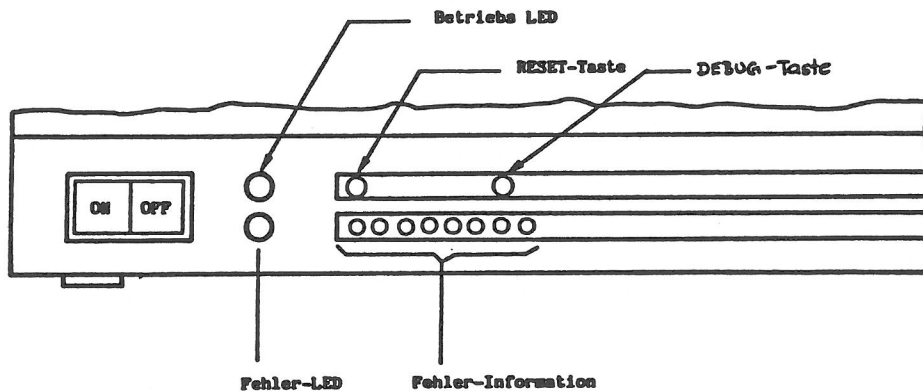 Betriebs LED
RESET-Taste
DEBUG-Taste
ON OFF
Fehler-LED
Fehler-Information